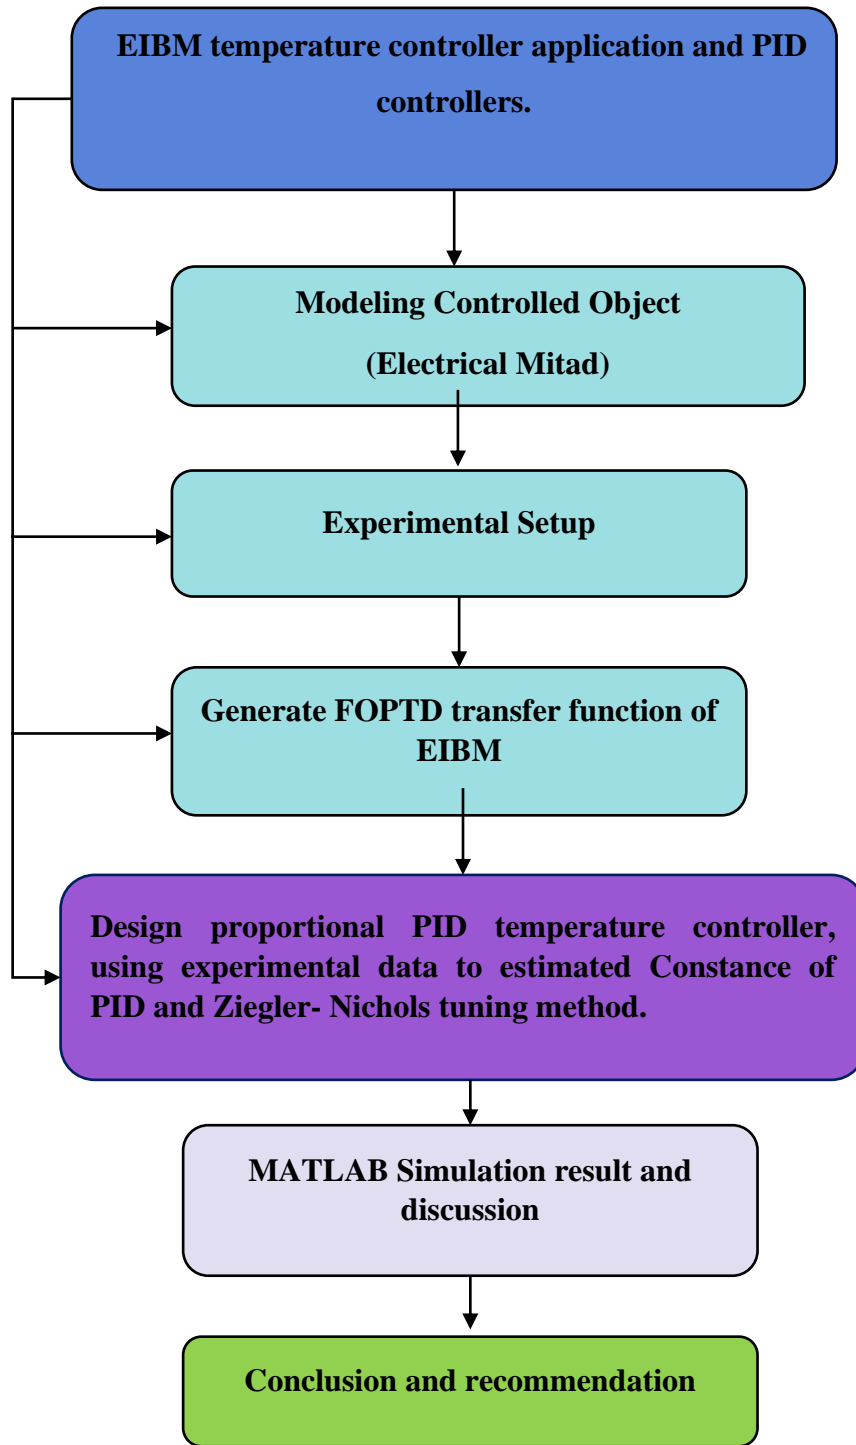 EIBM temperature controller application and PID
controllers.
Modeling Controlled Object
(Electrical Mitad)
Experimental Setup
Generate FOPTD transfer function of
EIBM
Design proportional PID temperature controller,
using experimental data to estimated Constance of
PID and Ziegler- Nichols tuning method.
MATLAB Simulation result and
discussion
Conclusion and recommendation